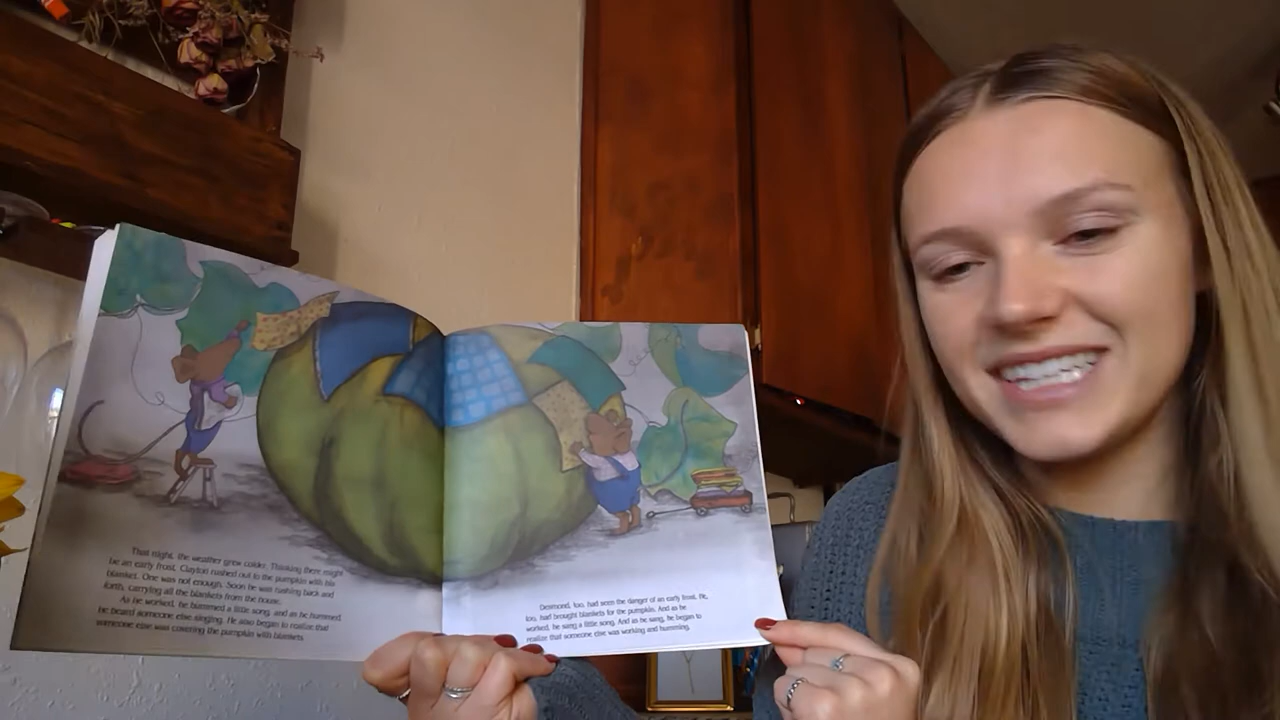 That night, the weather grew colder. Thinking there might
be an early frost, Clayton rushed out to the pumpkin with his
blanket. One was not enough. Soon he was rushing back and
forth, carrying all the blankets from the house.
As he worked, he hummed a little song, and as he hummed
he heard someone else singing. He also began to realize that
someone else was covering the pumpkin with blankets.
Desmond, too, had seen the danger of an early frost. He,
too, had brought blankets for the pumpkin. And as he
worked, he sang a little song. And as he sang, he began to
realize that someone else was working and humming.